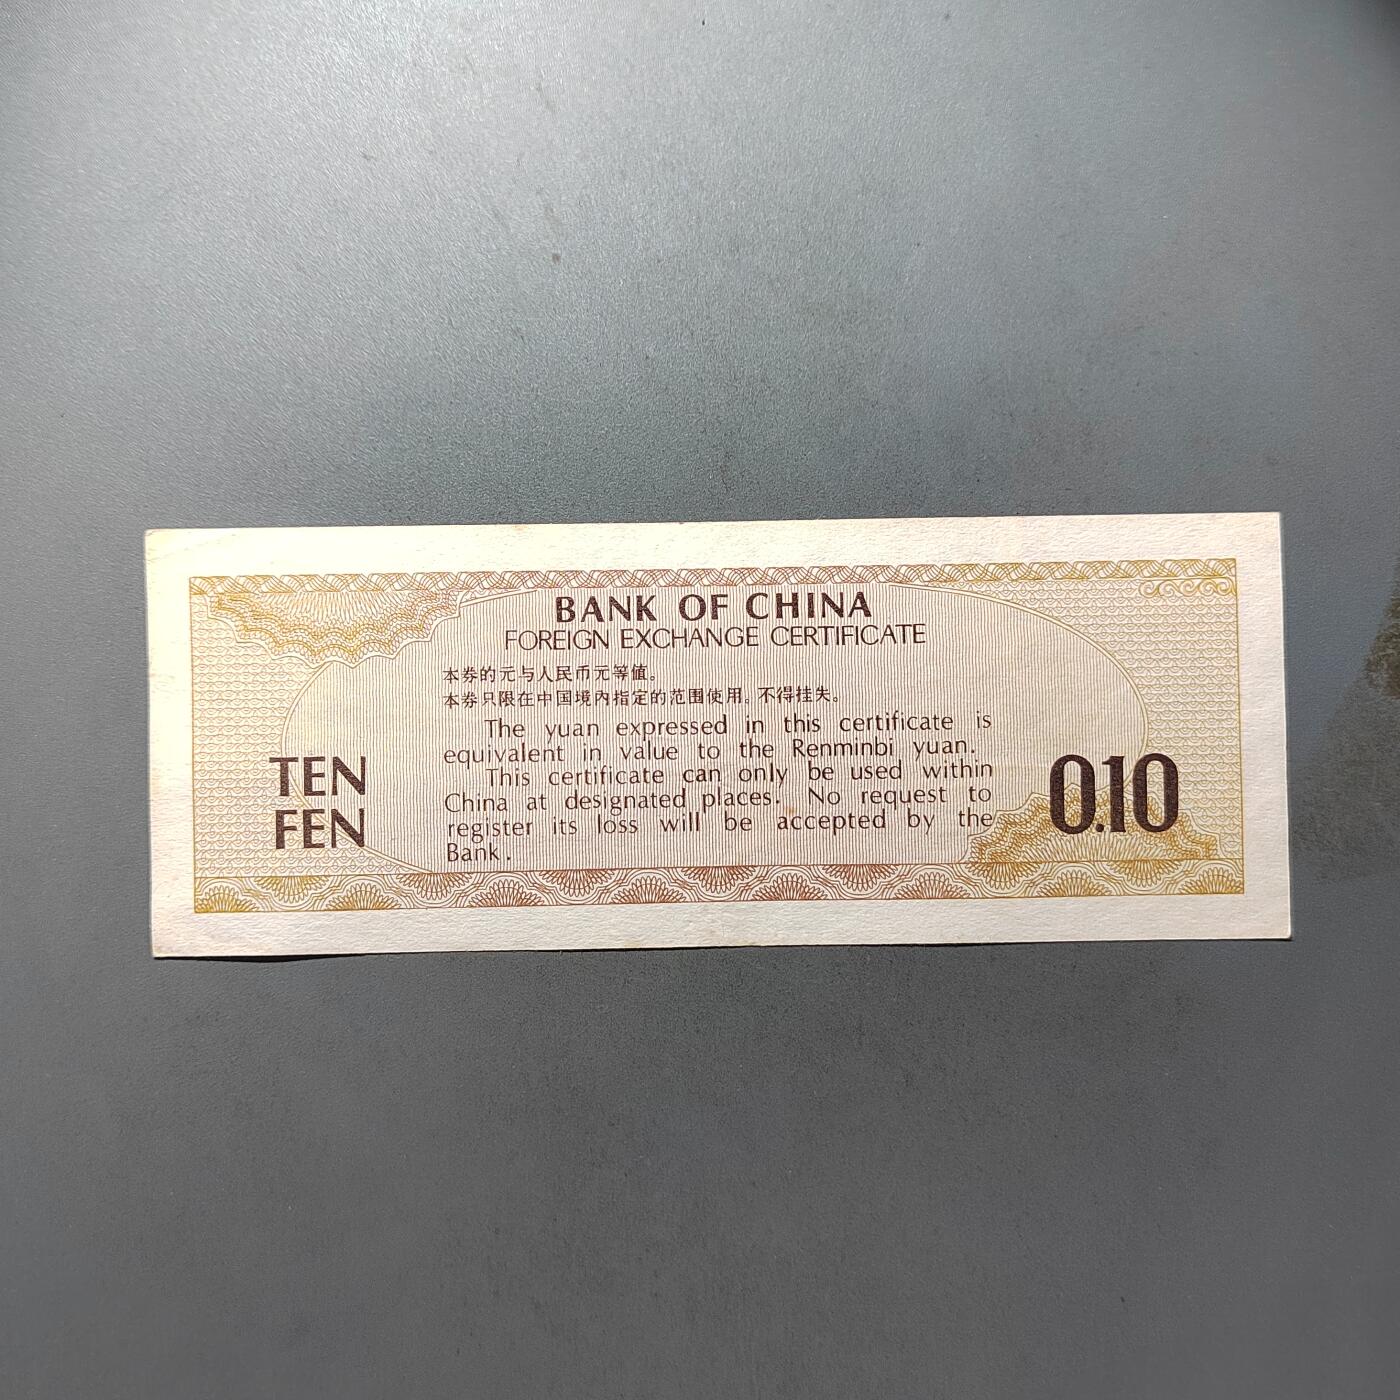 BANK OF CHINA
FOREIGN EXCHANGE CERTIFICATE
本券的元与人民币元等值。
本券只限在中国境内指定的范围使用。不得挂失。
The yuan expressed in this certificate is
equivalent in value to the Renminbi yuan.
This certificate can only be used within
China at designated places. No request to
register its loss will be accepted by the
Bank.
TEN
FEN
0.10